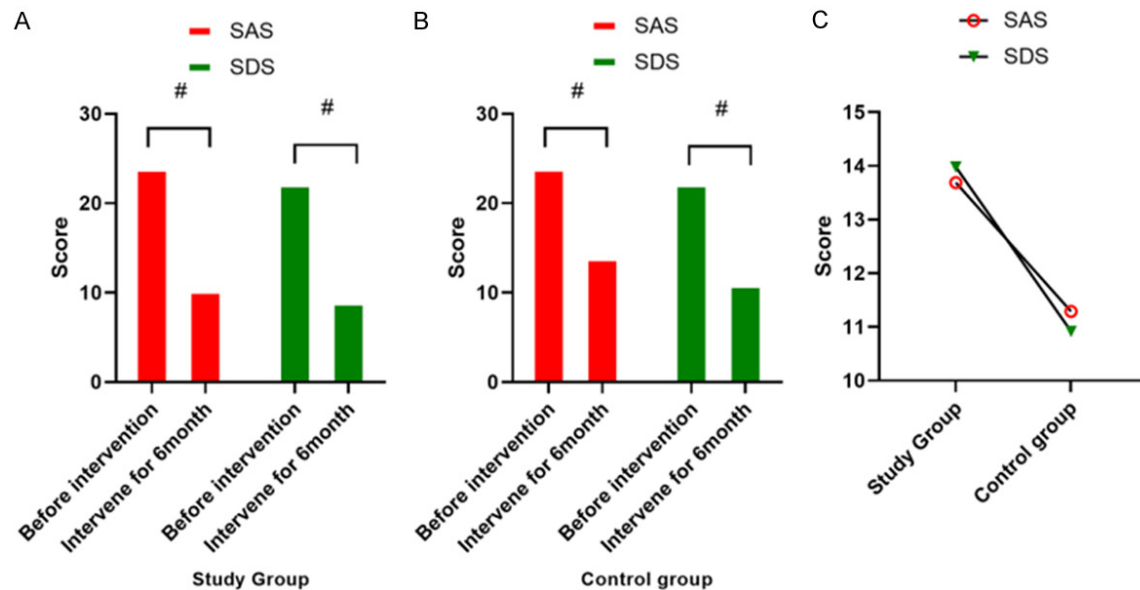 A
SAS
SDS
#
#
30
20
10
0
Score
Before intervention
Intervene for 6month
Before intervention
Intervene for 6month
Study Group
B
SAS
SDS
#
#
30
20
10
0
Score
Before intervention
Intervene for 6month
Before intervention
Intervene for 6month
Control group
C
SAS
SDS
15
14
13
12
11
10
Score
Study Group
Control group